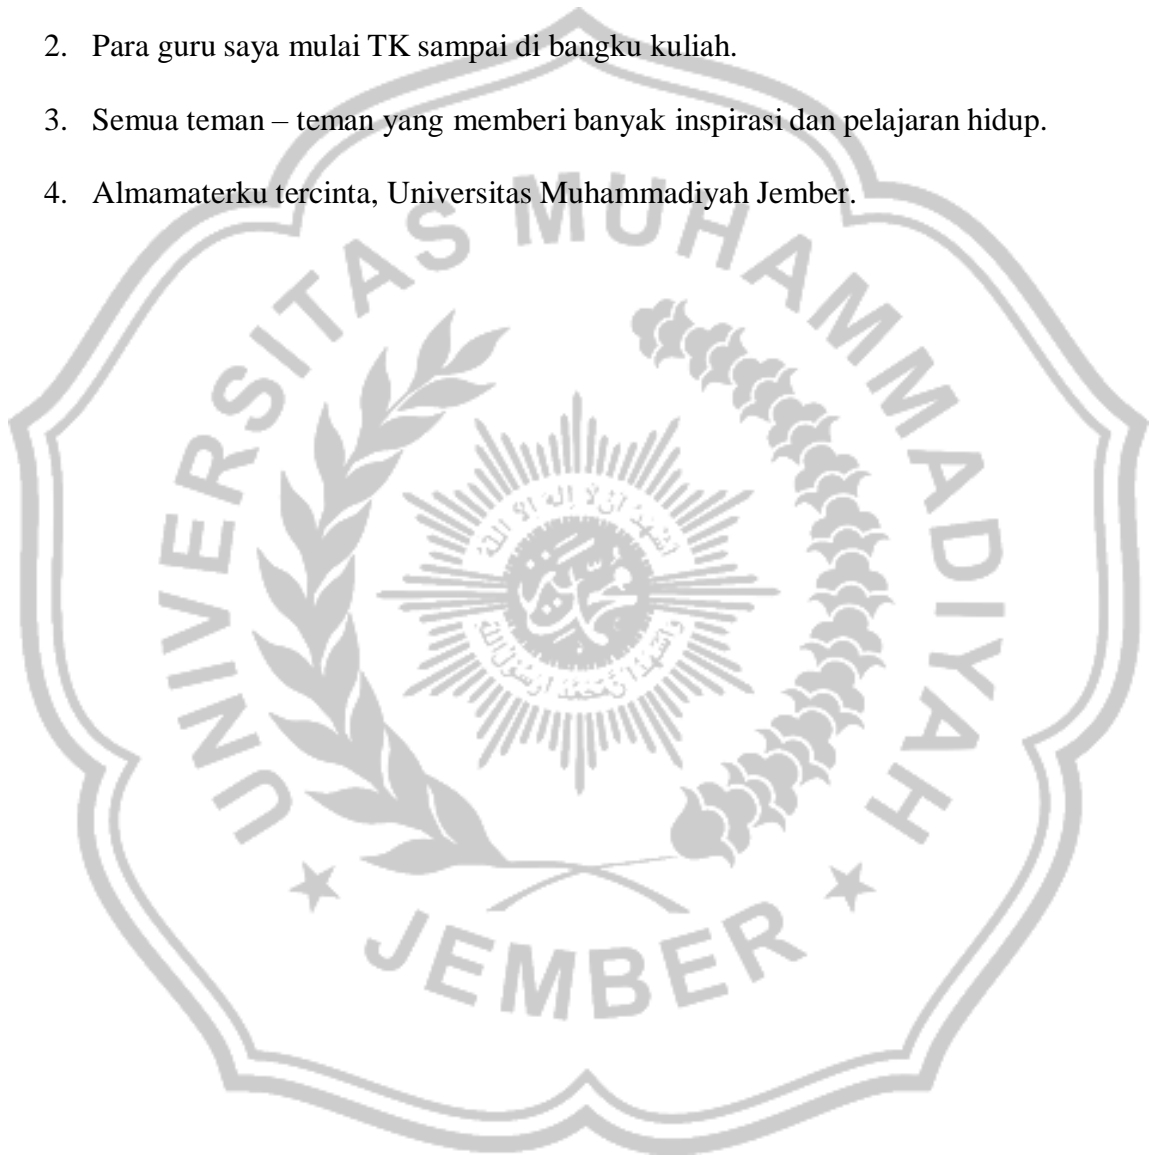 2. Para guru saya mulai TK sampai di bangku kuliah.
3. Semua teman – teman yang memberi banyak inspirasi dan pelajaran hidup.
4. Almamaterku tercinta, Universitas Muhammadiyah Jember.
UNIVERSITAS MUHAMMADIYAH
JEMBER